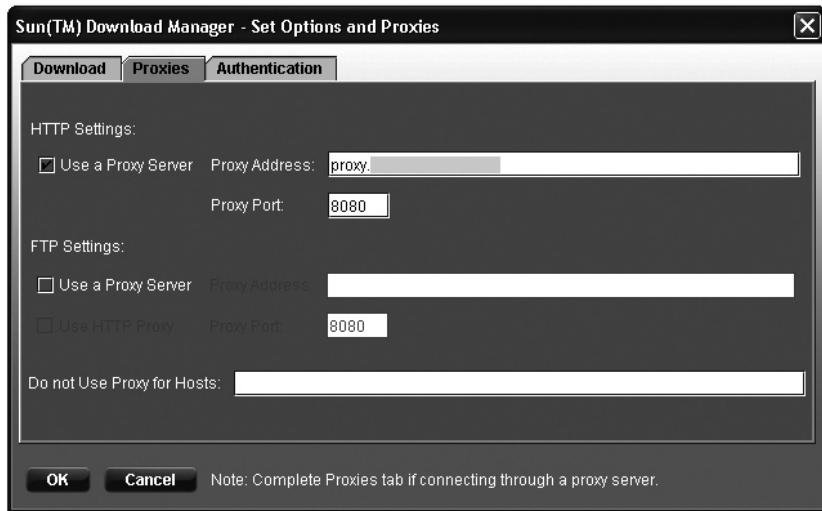 Sun(TM) Download Manager - Set Options and Proxies
Download Proxies Authentication
HTTP Settings:
Use a Proxy Server Proxy Address: proxy.
Proxy Port: 8080
FTP Settings:
Use a Proxy Server Proxy Address:
Use HTTP Proxy Proxy Port: 8080
Do not Use Proxy for Hosts:
OK Cancel Note: Complete Proxies tab if connecting through a proxy server.